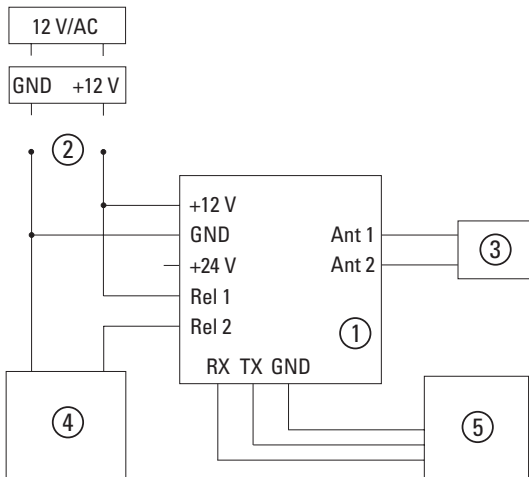 12 V/AC
GND +12 V
2
+12 V
GND Ant 1
3
+24 V Ant 2
Rel 1
Rel 2
1
RX TX GND
4
5